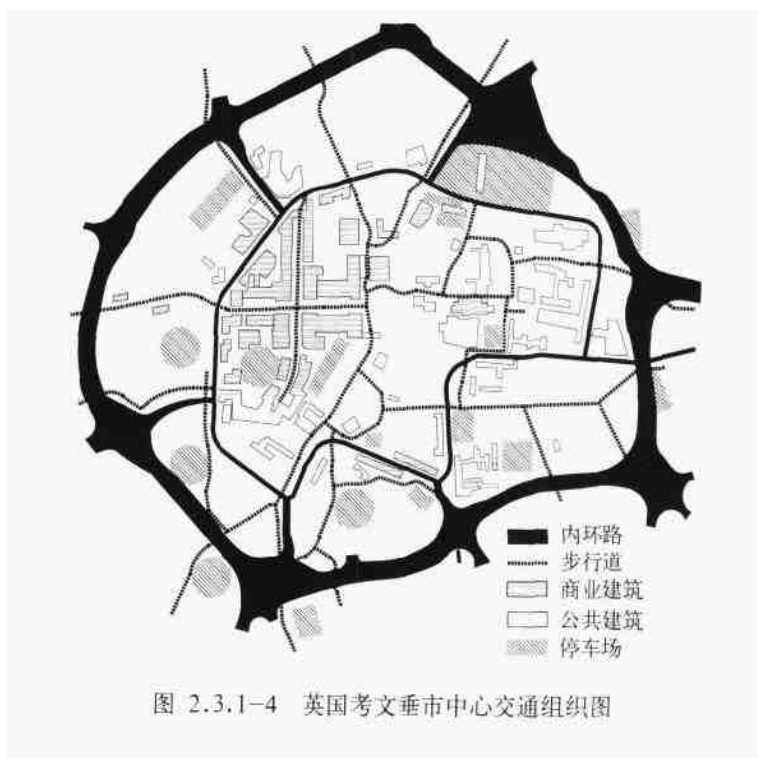 内环路
步行道
商业建筑
公共建筑
停车场
图 2.3.1-4 英国考文垂市中心交通组织图